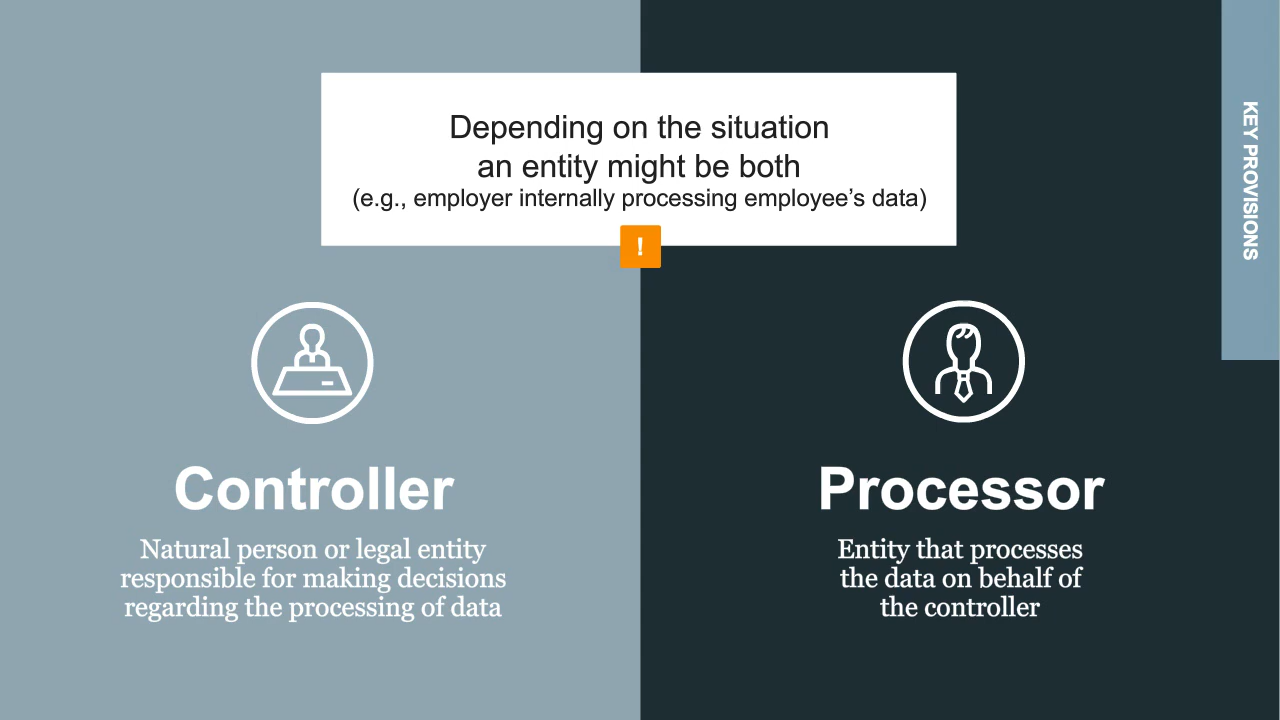 Depending on the situation
an entity might be both
(e.g., employer internally processing employee’s data)
!
KEY PROVISIONS
Controller
Natural person or legal entity
responsible for making decisions
regarding the processing of data
Processor
Entity that processes
the data on behalf of
the controller